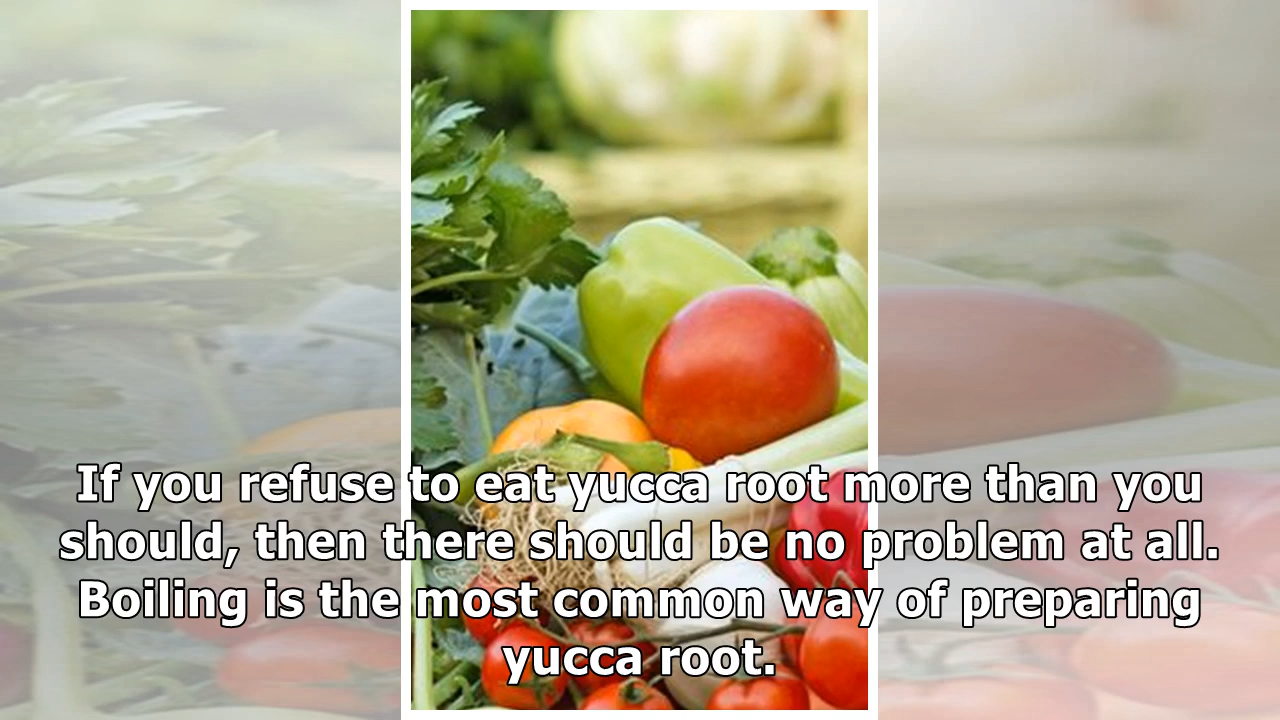 If you refuse to eat yucca root more than you
should, then there should be no problem at all.
Boiling is the most common way of preparing
yucca root.